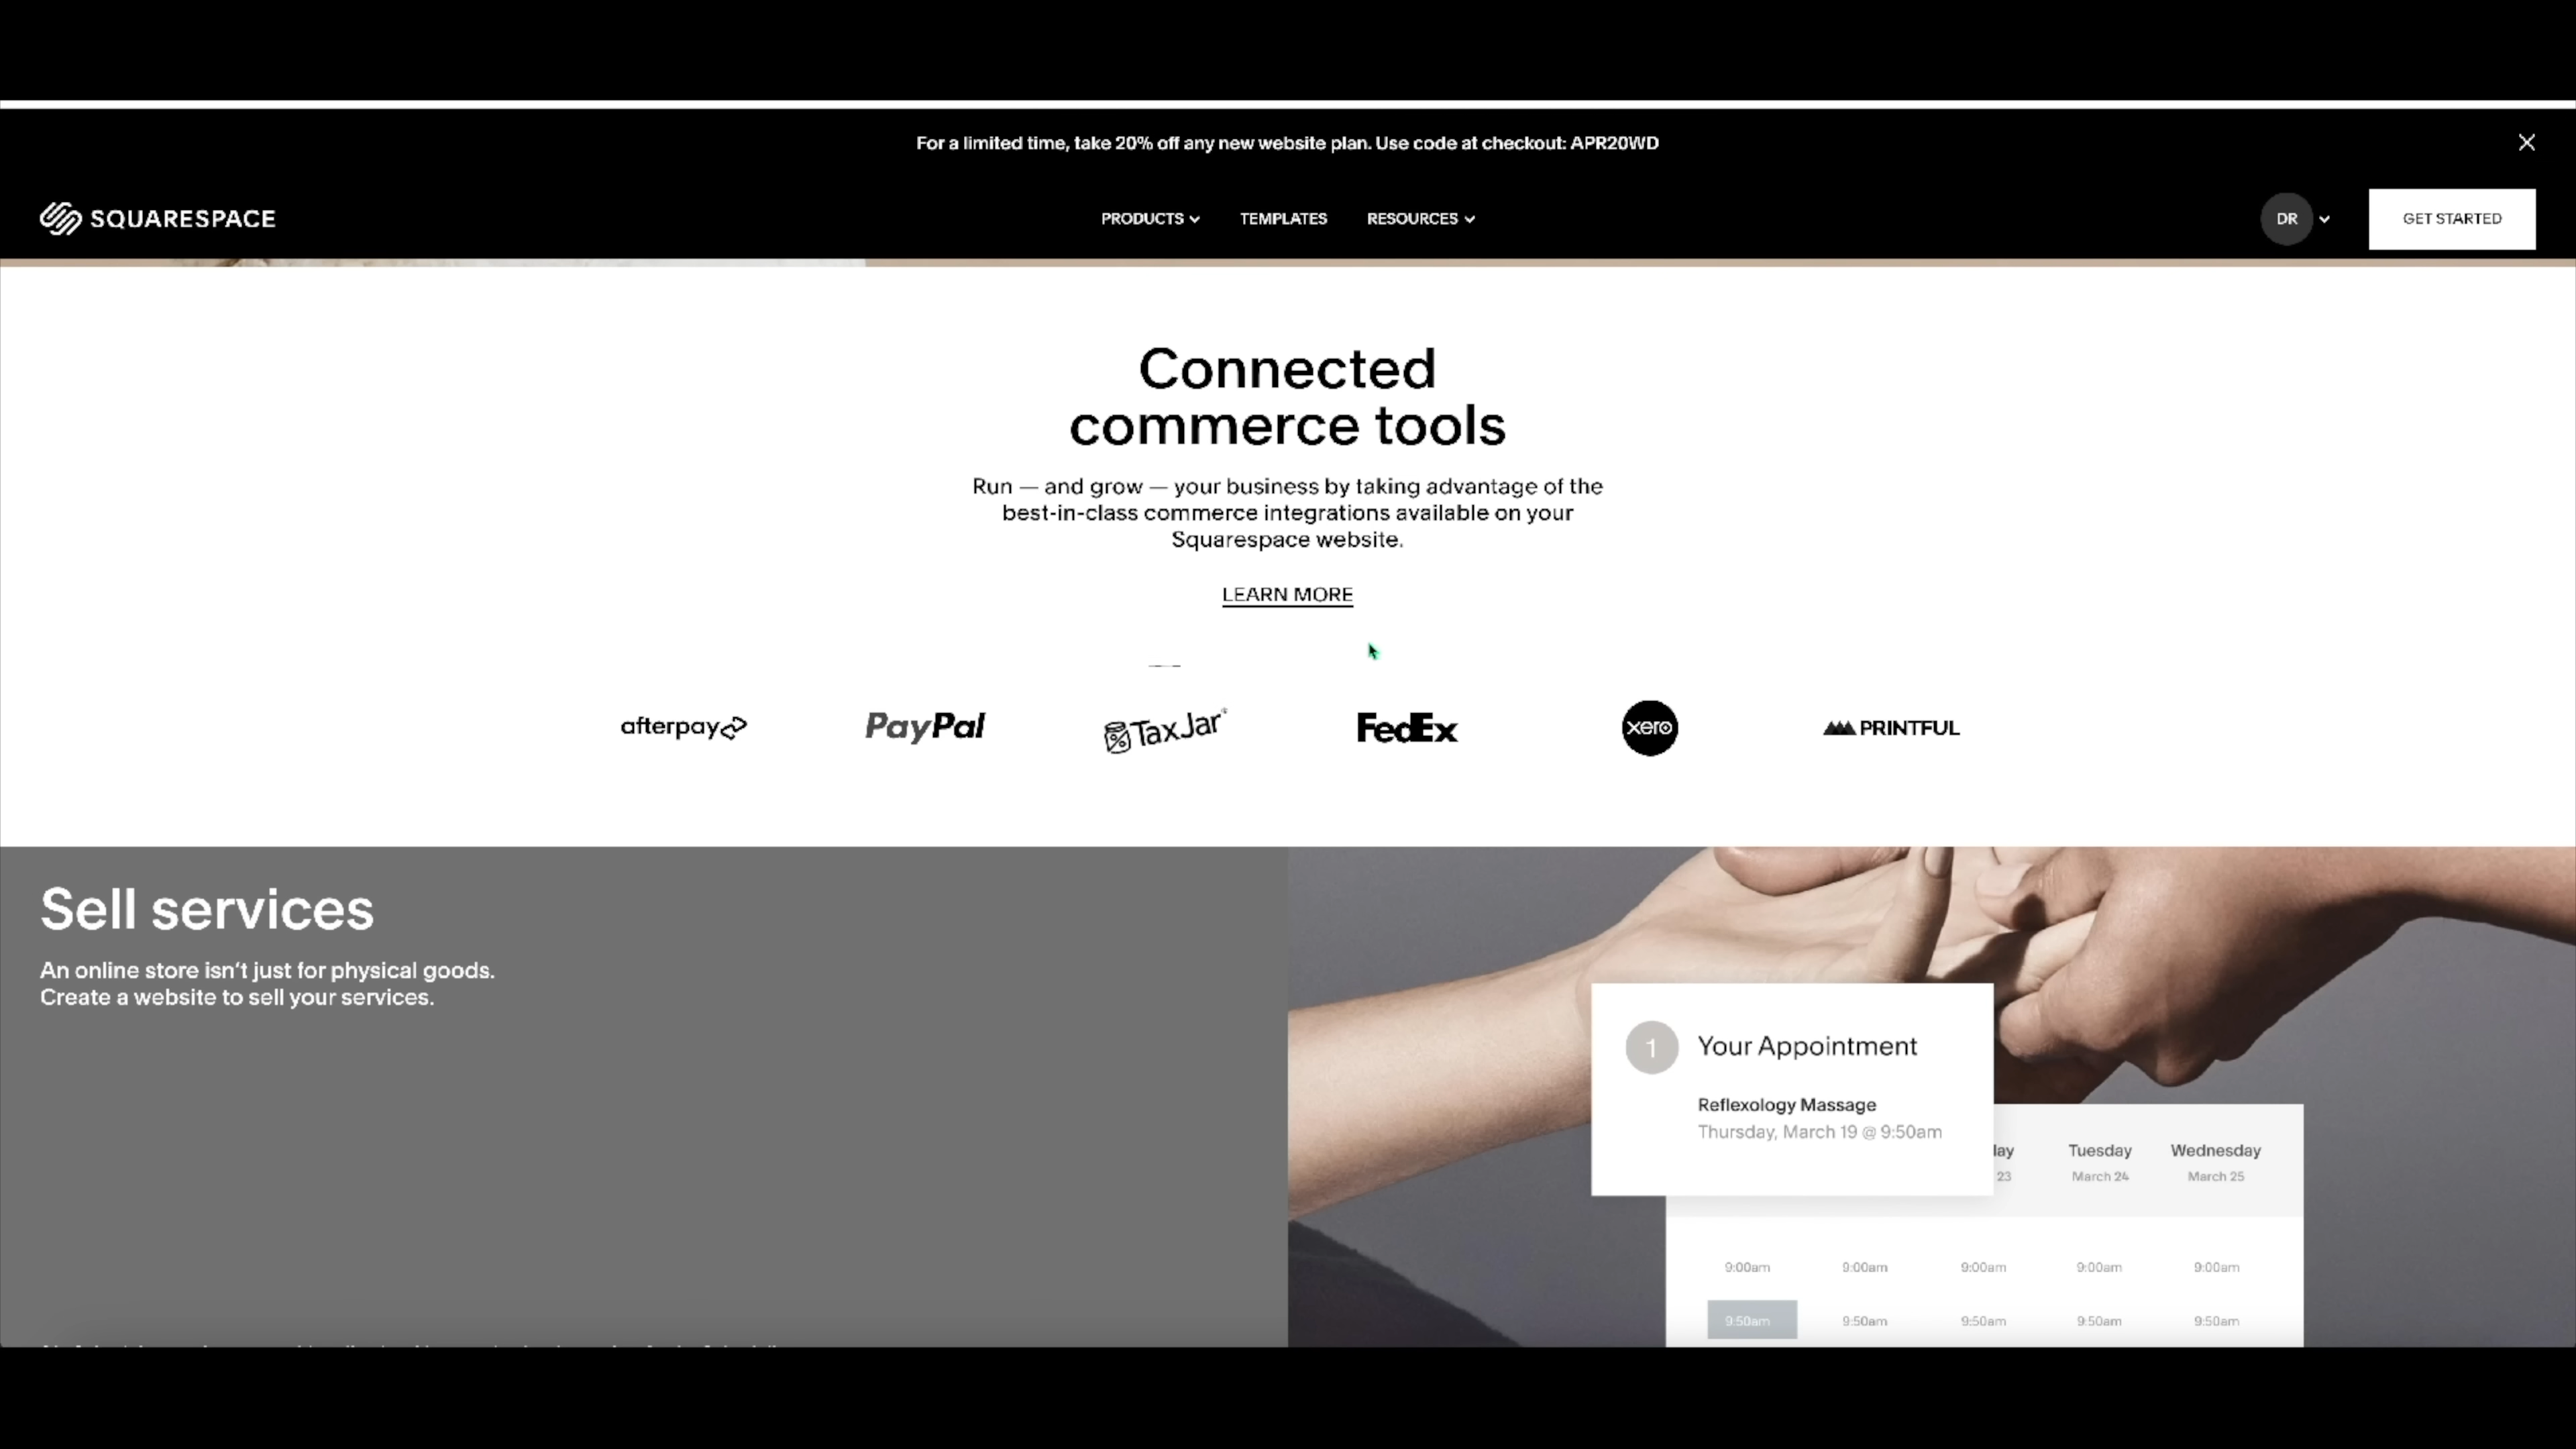 For a limited time, take 20% off any new website plan. Use code at checkout: APR20WD
SQUARESPACE
PRODUCTS
TEMPLATES
RESOURCES
DR
GET STARTED
Connected
commerce tools
Run — and grow — your business by taking advantage of the
best-in-class commerce integrations available on your
Squarespace website.
LEARN MORE
afterpay
PayPal
TaxJar
FedEx
xero
PRINTFUL
Sell services
An online store isn't just for physical goods.
Create a website to sell your services.
1
Your Appointment
Reflexology Massage
Thursday, March 19 @ 9:50am
Tuesday Wednesday
23 March 24 March 25
9:00am 9:00am 9:00am 9:00am 9:00am
9:50am 9:50am 9:50am 9:50am 9:50am